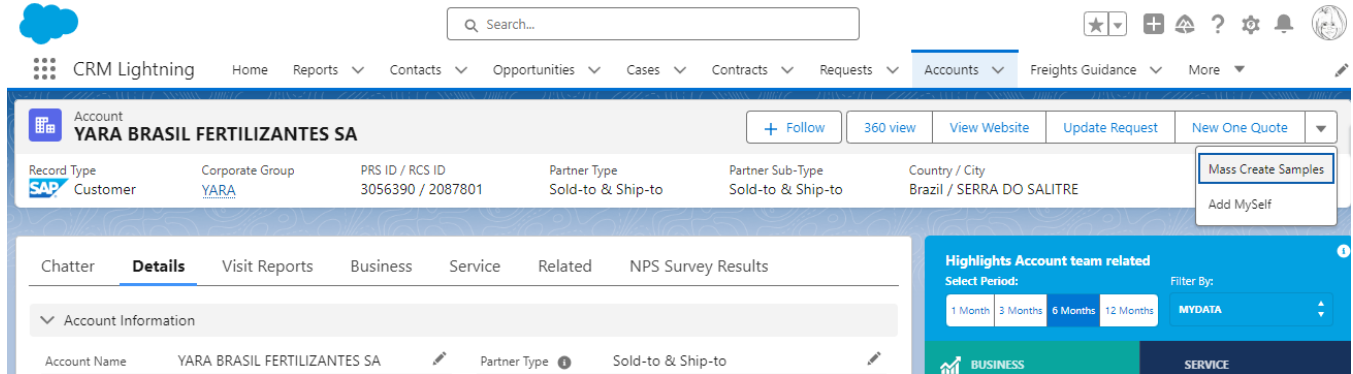 Search...
CRM Lightning Home Reports Contacts Opportunities Cases Contracts Requests Accounts Freights Guidance More
Account
YARA BRASIL FERTILIZANTES SA
+ Follow 360 view View Website Update Request New One Quote
Record Type Corporate Group PRS ID / RCS ID Partner Type Partner Sub-Type Country / City
SAP Customer YARA 3056390 / 2087801 Sold-to & Ship-to Sold-to & Ship-to Brazil / SERRA DO SALITRE
Mass Create Samples
Add MySelf
Chatter Details Visit Reports Business Service Related NPS Survey Results
Account Information
Account Name YARA BRASIL FERTILIZANTES SA Partner Type Sold-to & Ship-to
Highlights Account team related
Select Period: Filter By:
1 Month 3 Months 6 Months 12 Months MYDATA
BUSINESS SERVICE